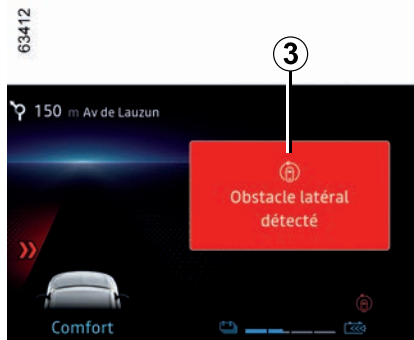 63412
3
150 m Av de Lauzun
Obstacle latéral
détecté
Comfort